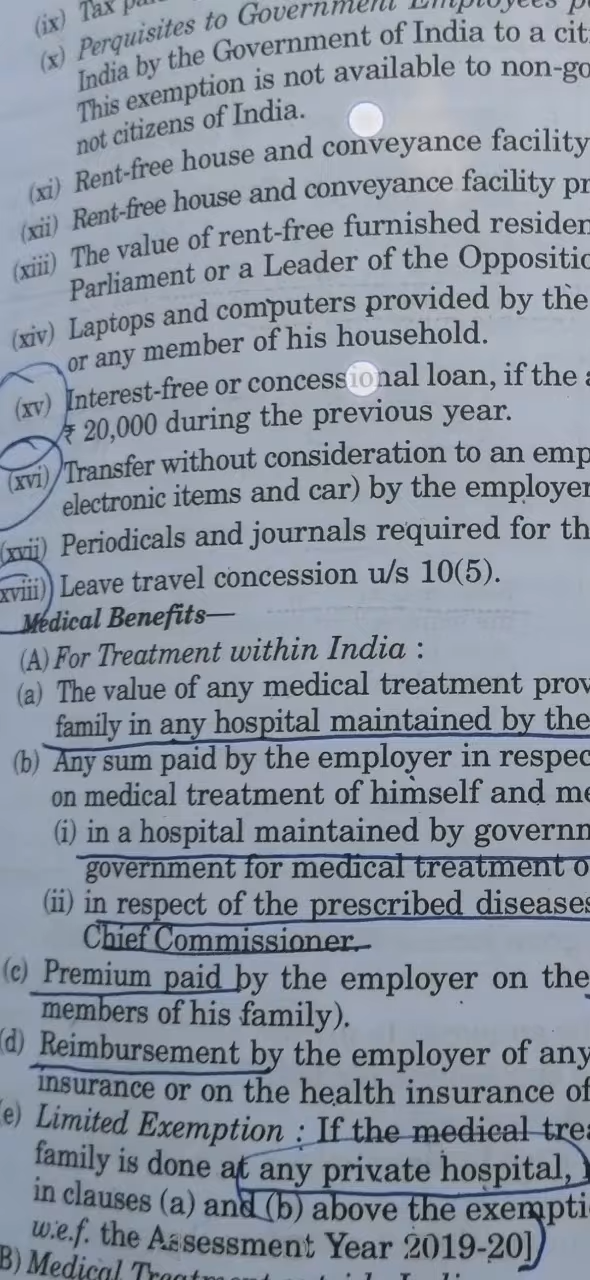 (ix) Tax
(x) Perquisites to Government Employees
India by the Government of India to a cit
This exemption is not available to non-go
not citizens of India.
(xi) Rent-free house and conveyance facility
(xii) Rent-free house and conveyance facility pr
(xiii) The value of rent-free furnished residen
Parliament or a Leader of the Oppositio
(xiv) Laptops and computers provided by the
or any member of his household.
(xv) Interest-free or concessional loan, if the a
₹ 20,000 during the previous year.
(xvi) Transfer without consideration to an emp
electronic items and car) by the employer
(xvii) Periodicals and journals required for th
xviii) Leave travel concession u/s 10(5).
Medical Benefits—
(A) For Treatment within India :
(a) The value of any medical treatment prov
family in any hospital maintained by the
(b) Any sum paid by the employer in respec
on medical treatment of himself and me
(i) in a hospital maintained by governm
government for medical treatment o
(ii) in respect of the prescribed diseases
Chief Commissioner.
(c) Premium paid by the employer on the
members of his family).
(d) Reimbursement by the employer of any
insurance or on the health insurance of
(e) Limited Exemption : If the medical trea
family is done at any private hospital,
in clauses (a) and (b) above the exempti
w.e.f. the Assessment Year 2019-20]
B) Medical